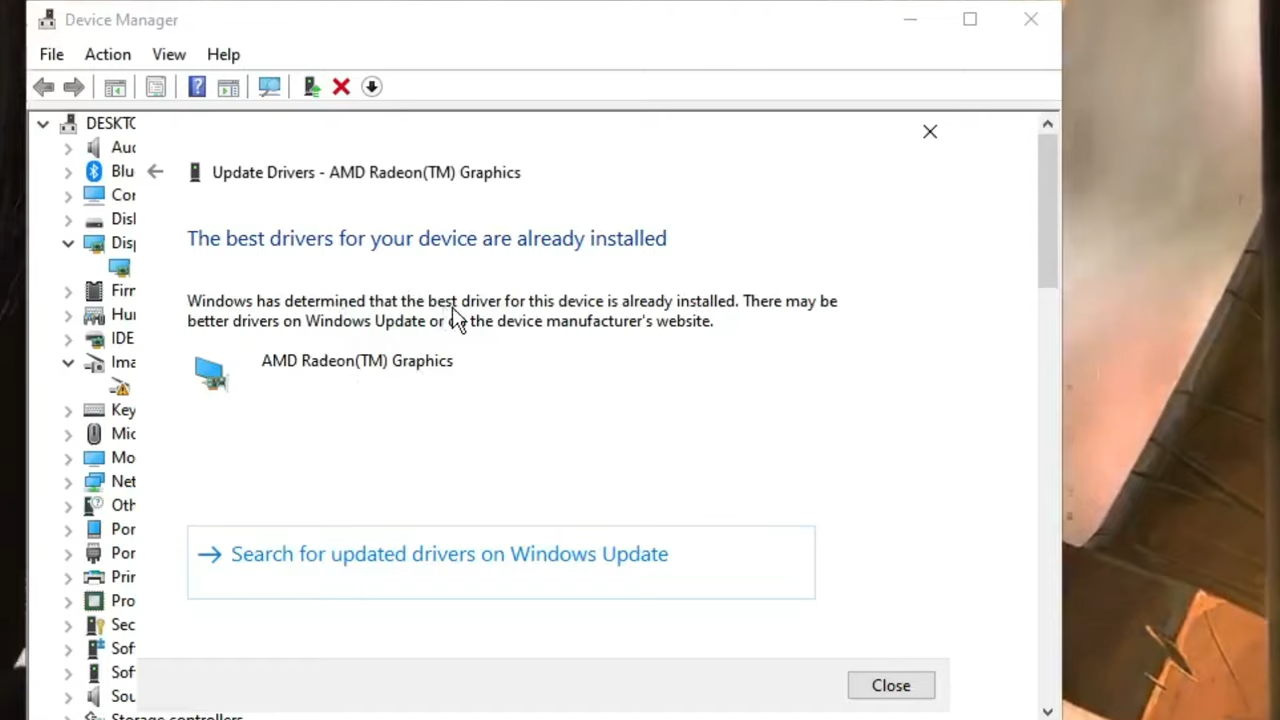 Device Manager
File Action View Help
DESKTC
Auc
Blu
Cor
Disl
Disp
Firr
Hur
IDE
Ima
Key
Mic
Mo
Net
Oth
Por
Por
Prin
Pro
Sec
Sof
Sof
Sou
Storage controllers
Update Drivers - AMD Radeon(TM) Graphics
The best drivers for your device are already installed
Windows has determined that the best driver for this device is already installed. There may be
better drivers on Windows Update or the device manufacturer's website.
AMD Radeon(TM) Graphics
Search for updated drivers on Windows Update
Close